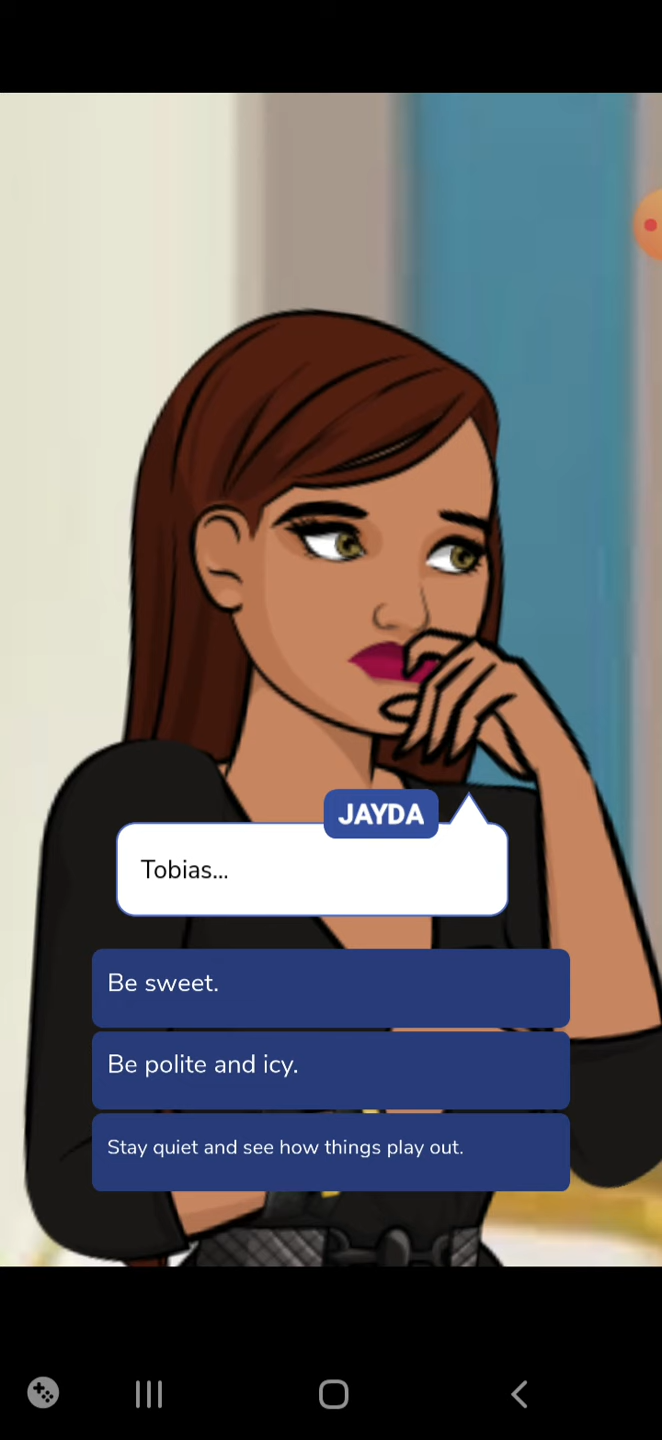 JAYDA
Tobias...
Be sweet.
Be polite and icy.
Stay quiet and see how things play out.